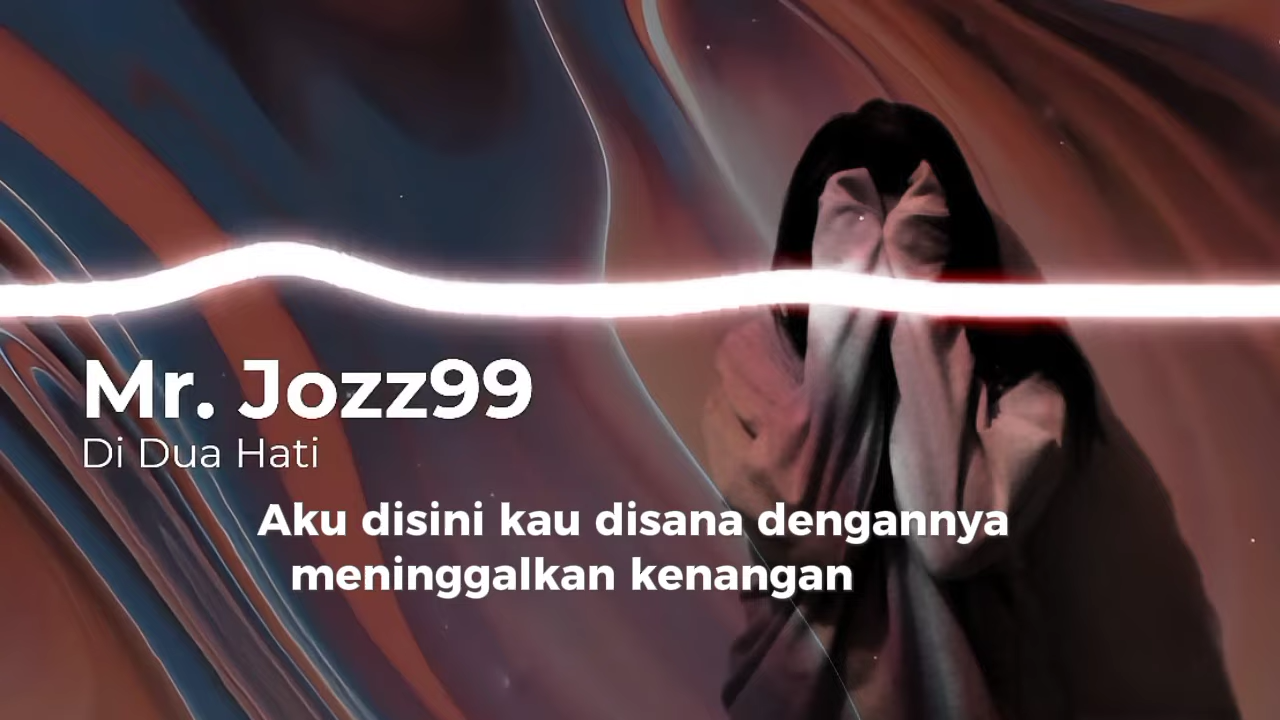 Mr. Jozz99
Di Dua Hati
Aku disini kau disana dengannya
meninggalkan kenangan